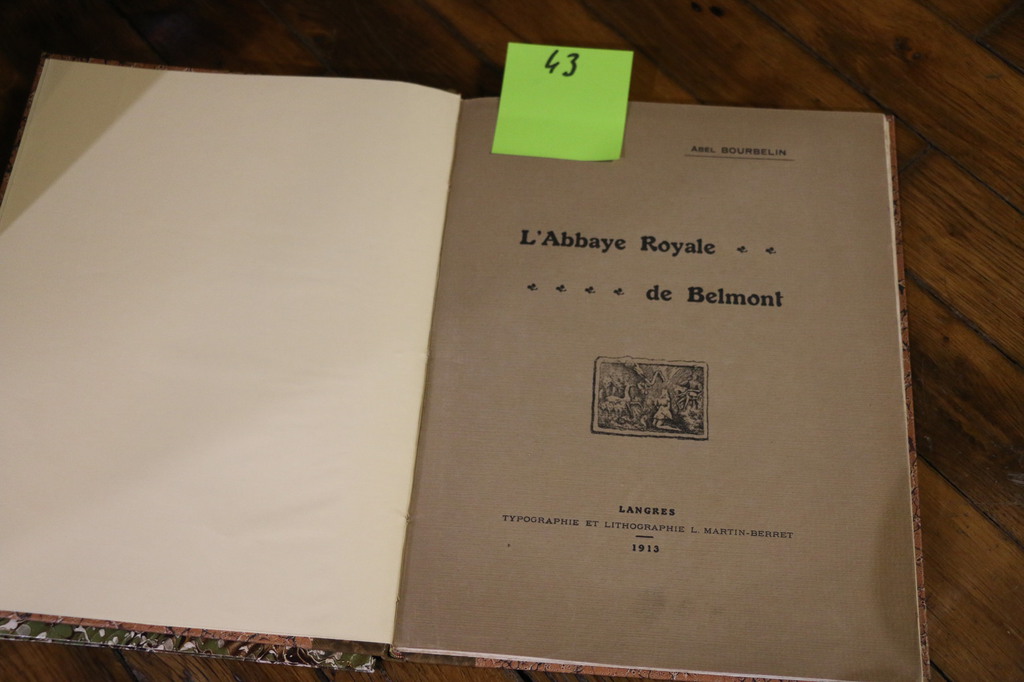 43
ABEL BOURBELIN
L'Abbaye Royale
de Belmont
LANGRES
TYPOGRAPHIE ET LITHOGRAPHIE L. MARTIN-BERRET
1913